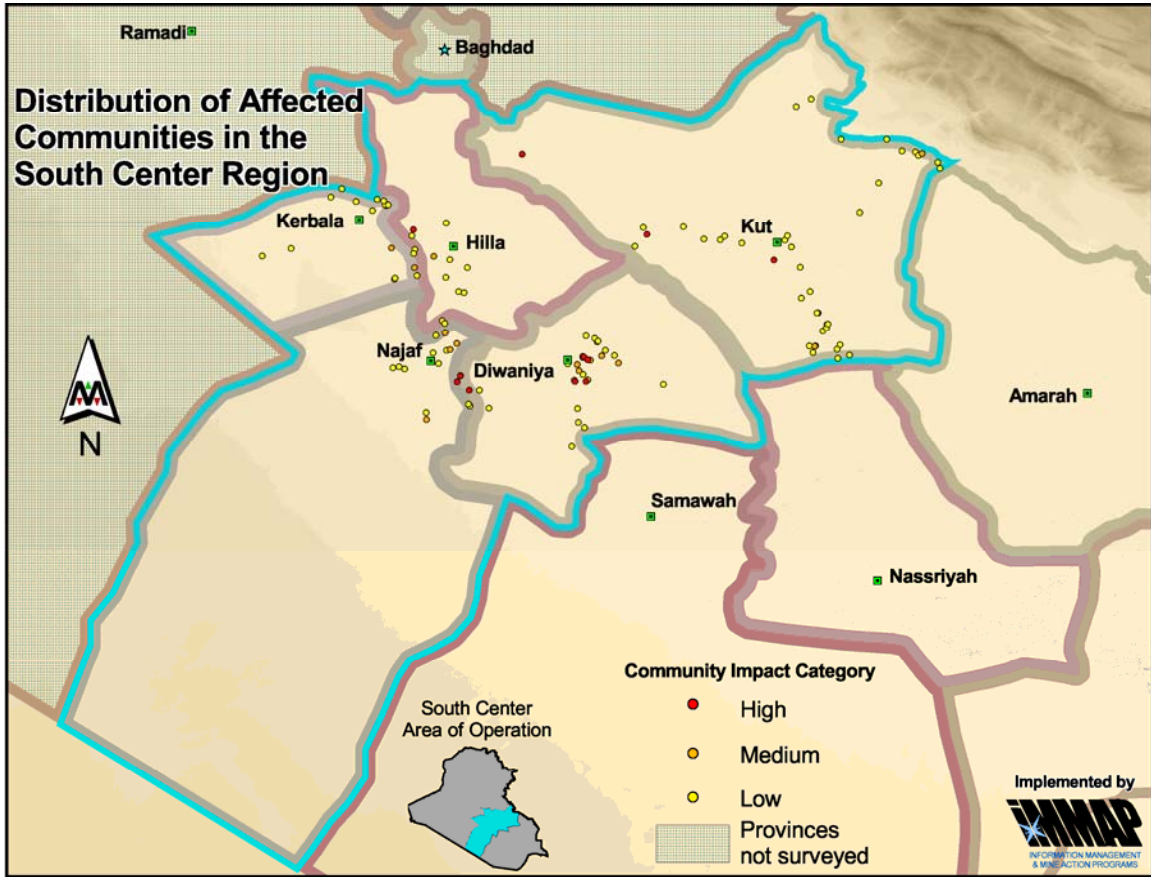 Ramadi
Baghdad
Distribution of Affected
Communities in the
South Center Region
Kerbala
Hilla
Kut
Najaf
Diwaniya
Amarah
N
Samawah
Nassriyah
Community Impact Category
High
Medium
Low
Provinces
not surveyed
South Center
Area of Operation
Implemented by
iMMAP
INFORMATION MANAGEMENT
& MINE ACTION PROGRAMS